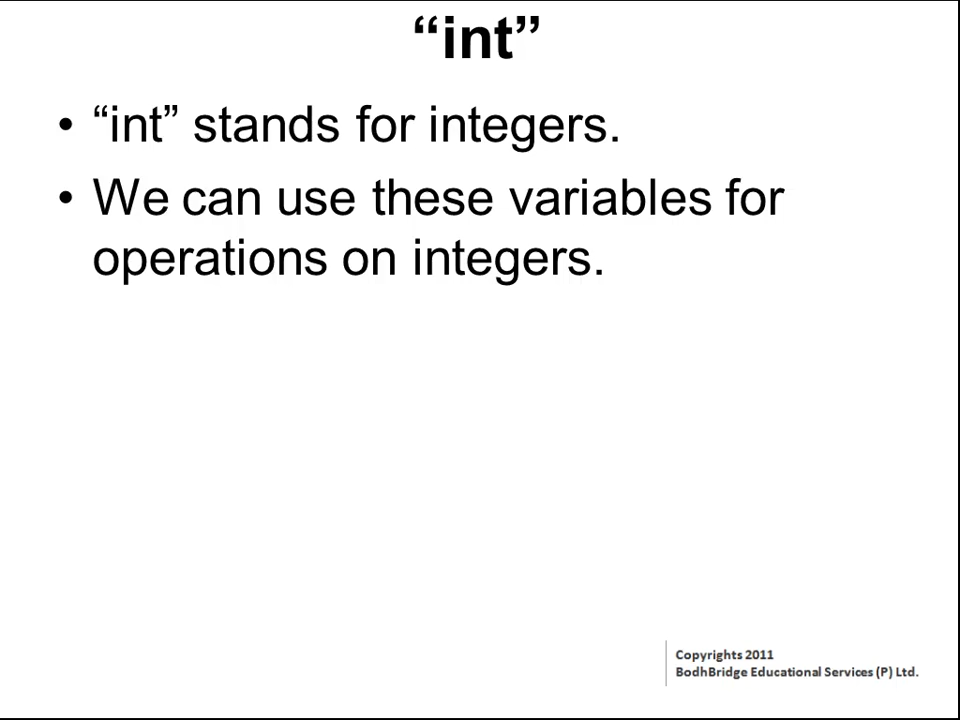 “int”
• “int” stands for integers.
• We can use these variables for
operations on integers.
Copyrights 2011
BodhBridge Educational Services (P) Ltd.